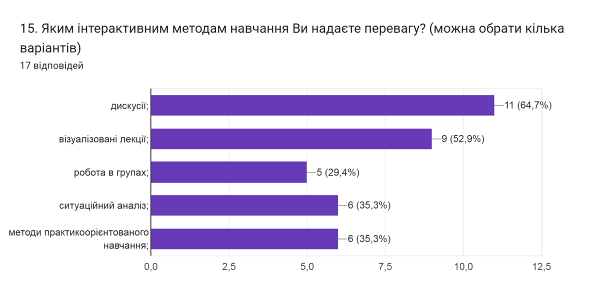 15. Яким інтерактивним методам навчання Ви надаєте перевагу? (можна обрати кілька
варіантів)
17 відповідей
дискусії;
11 (64,7%)
візуалізовані лекції;
9 (52,9%)
робота в групах;
5 (29,4%)
ситуаційний аналіз;
6 (35,3%)
методи практикоорієнтованого
навчання;
6 (35,3%)
0,0 2,5 5,0 7,5 10,0 12,5